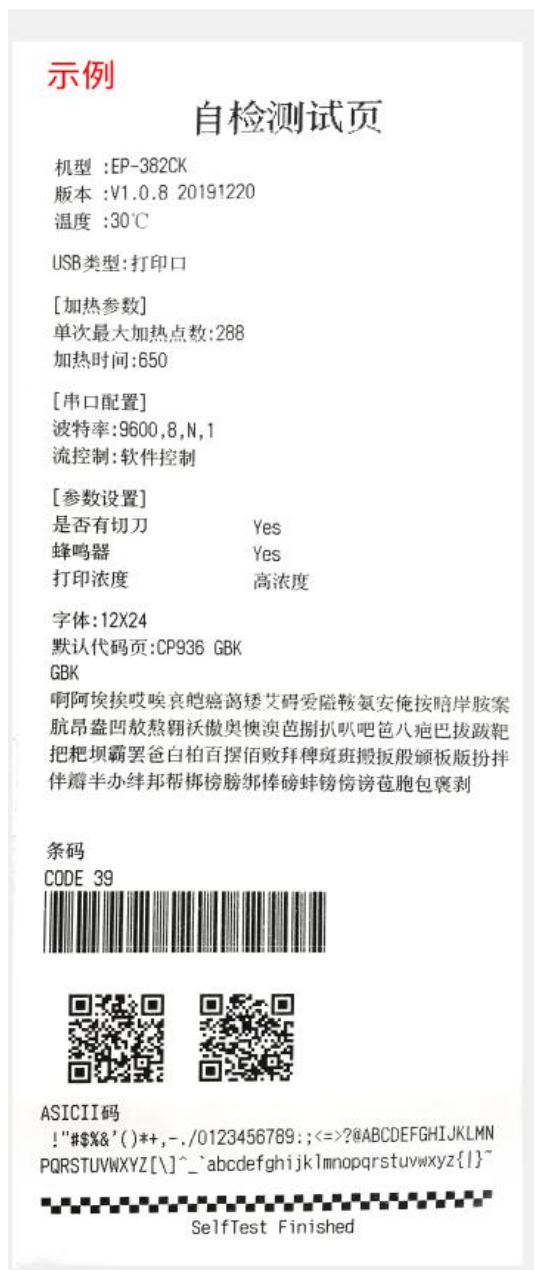 示例
自检测试页
机型 :EP-382CK
版本 :V1.0.8 20191220
温度 :30℃
USB类型:打印口
[加热参数]
单次最大加热点数:288
加热时间:650
[串口配置]
波特率:9600,8,N,1
流控制:软件控制
[参数设置]
是否有切刀 Yes
蜂鸣器 Yes
打印浓度 高浓度
字体:12X24
默认代码页:CP936 GBK
GBK
啊阿埃挨哎唉哀皑癌蔼矮艾碍爱隘鞍氨安俺按暗岸胺案
肮昂盎凹敖熬翱袄傲奥懊澳芭捌扒叭吧笆八疤巴拔跋靶
把耙坝霸罢爸白柏百摆佰败拜稗斑班搬扳般颁板版扮拌
伴瓣半办绊邦帮梆榜膀绑棒磅蚌镑傍谤苞胞包褒剥
条码
CODE 39
ASICII码
!"#$%&'()*+,-./0123456789:;<=>?@ABCDEFGHIJKLMN
PQRSTUVWXYZ[\]^_`abcdefghijklmnopqrstuvwxyz{|}~
SelfTest Finished